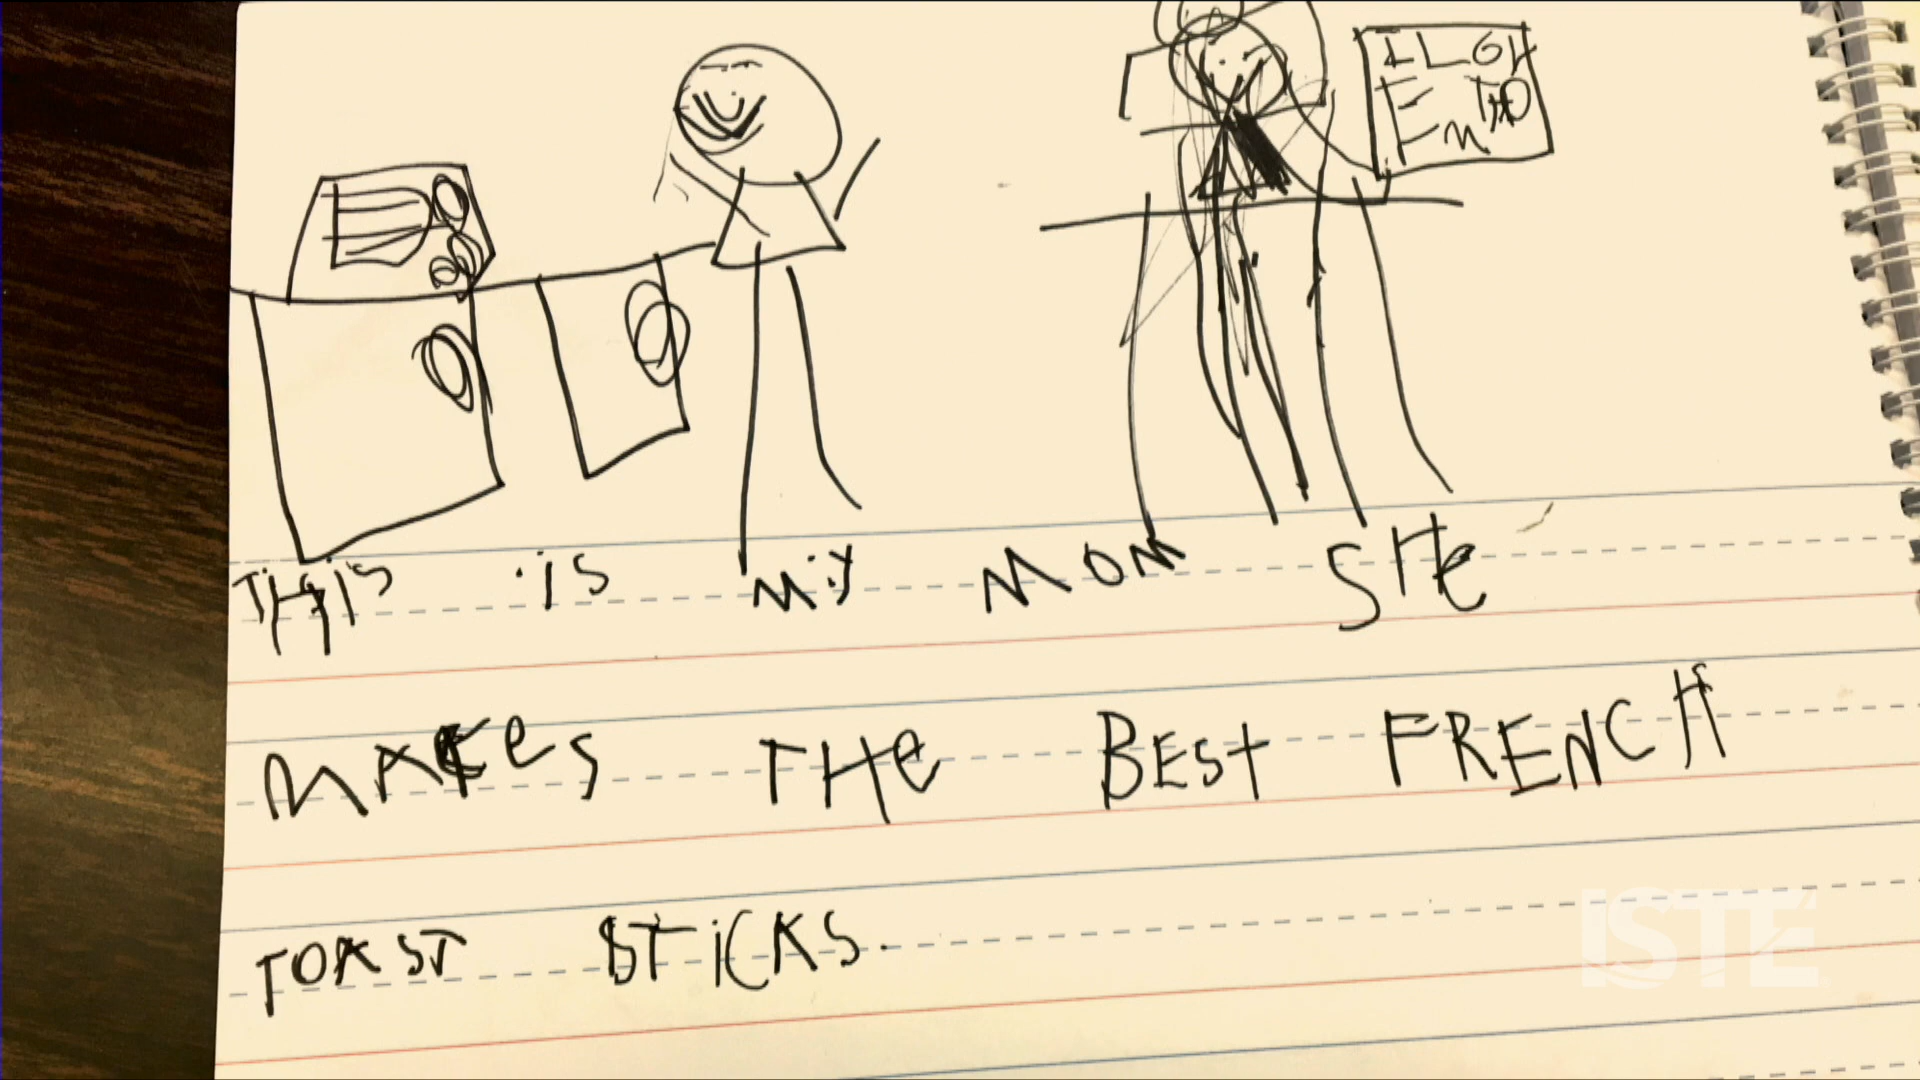 THis is My MOM SHe
MAKes THe BEST FRENCH
TOAST STiCKS.
ISTE